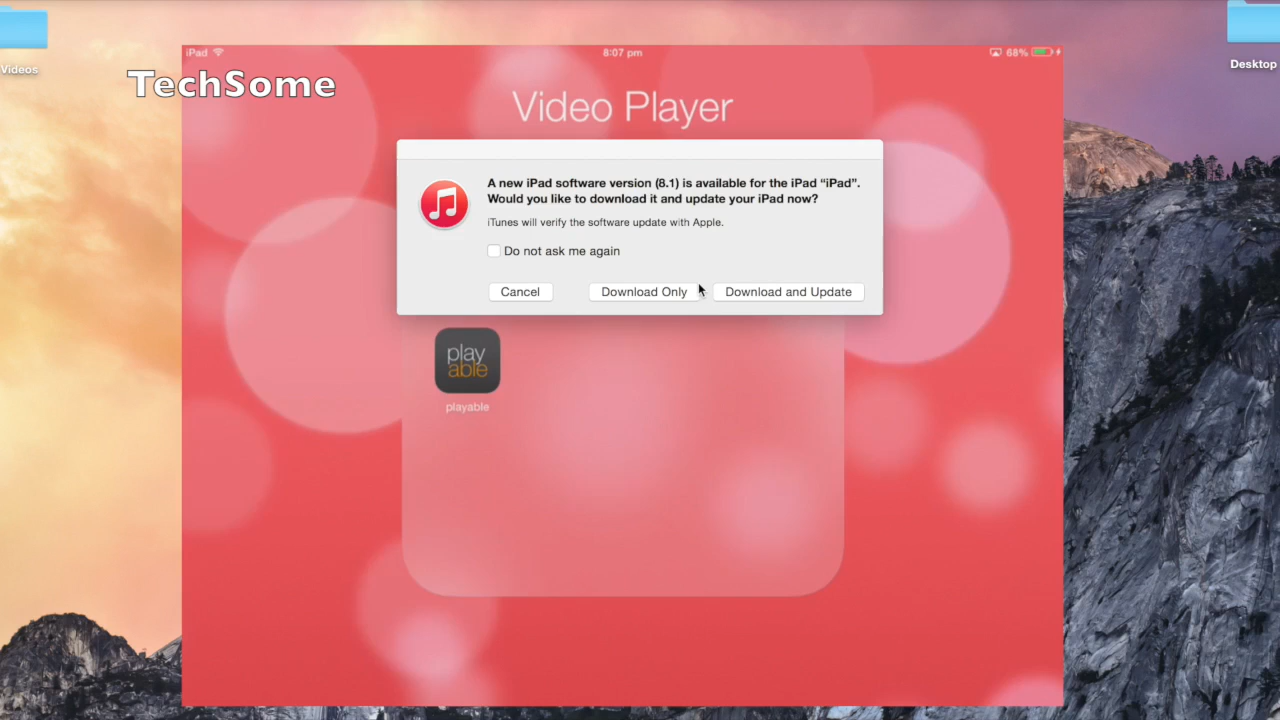 iPad
8:07 pm
68%
Videos
Desktop
TechSome
Video Player
A new iPad software version (8.1) is available for the iPad “iPad”.
Would you like to download it and update your iPad now?
iTunes will verify the software update with Apple.
Do not ask me again
Cancel
Download Only
Download and Update
play
able
playable